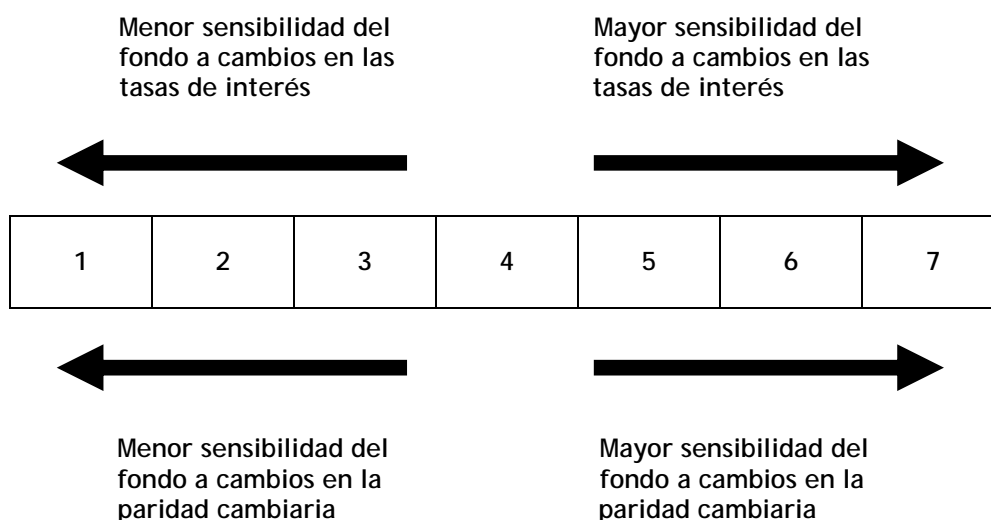 Menor sensibilidad del
fondo a cambios en las
tasas de interés
Mayor sensibilidad del
fondo a cambios en las
tasas de interés
1 2 3 4 5 6 7
Menor sensibilidad del
fondo a cambios en la
paridad cambiaria
Mayor sensibilidad del
fondo a cambios en la
paridad cambiaria